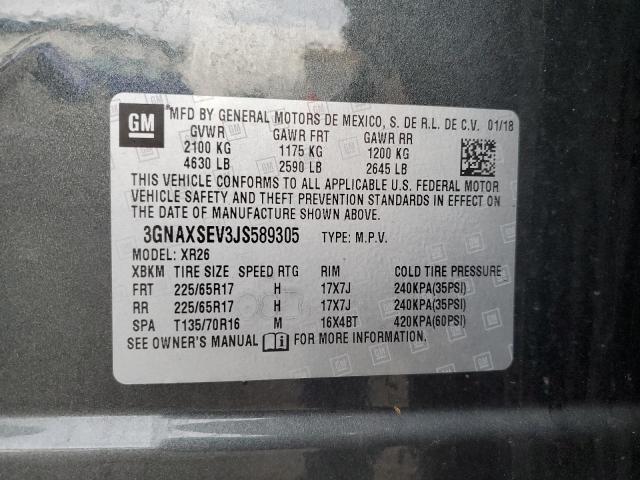 GM
*MFD BY GENERAL MOTORS DE MEXICO, S. DE R.L. DE C.V. 01/18
GVWR GAWR FRT GAWR RR
2100 KG 1175 KG 1200 KG
4630 LB 2590 LB 2645 LB
THIS VEHICLE CONFORMS TO ALL APPLICABLE U.S. FEDERAL MOTOR
VEHICLE SAFETY AND THEFT PREVENTION STANDARDS IN EFFECT ON
THE DATE OF MANUFACTURE SHOWN ABOVE.
3GNAXSEV3JS589305 TYPE: M.P.V.
MODEL: XR26
XBKM TIRE SIZE SPEED RTG RIM COLD TIRE PRESSURE
FRT 225/65R17 H 17X7J 240KPA(35PSI)
RR 225/65R17 H 17X7J 240KPA(35PSI)
SPA T135/70R16 M 16X4BT 420KPA(60PSI)
SEE OWNER'S MANUAL FOR MORE INFORMATION.